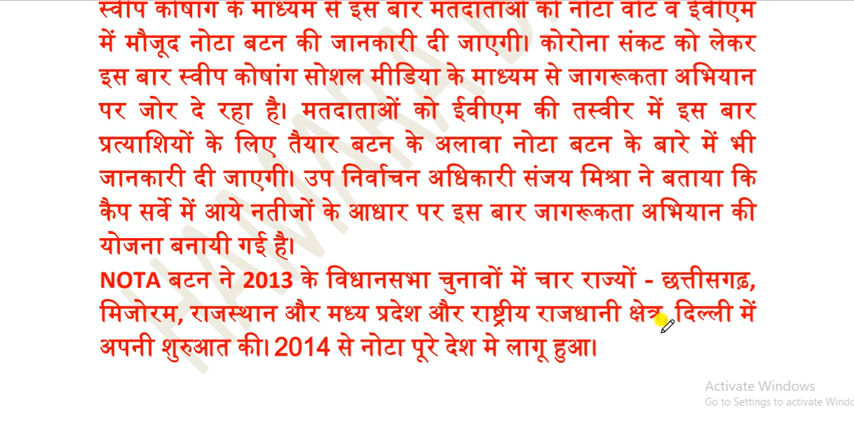 स्वीप कोषांग के माध्यम से इस बार मतदाताओं को नोटा वोट व ईवीएम
में मौजूद नोटा बटन की जानकारी दी जाएगी। कोरोना संकट को लेकर
इस बार स्वीप कोषांग सोशल मीडिया के माध्यम से जागरूकता अभियान
पर जोर दे रहा है। मतदाताओं को ईवीएम की तस्वीर में इस बार
प्रत्याशियों के लिए तैयार बटन के अलावा नोटा बटन के बारे में भी
जानकारी दी जाएगी। उप निर्वाचन अधिकारी संजय मिश्रा ने बताया कि
कैप सर्वे में आये नतीजों के आधार पर इस बार जागरूकता अभियान की
योजना बनायी गई है।
NOTA बटन ने 2013 के विधानसभा चुनावों में चार राज्यों - छत्तीसगढ़,
मिजोरम, राजस्थान और मध्य प्रदेश और राष्ट्रीय राजधानी क्षेत्र, दिल्ली में
अपनी शुरुआत की। 2014 से नोटा पूरे देश मे लागू हुआ।
Activate Windows
Go to Settings to activate Windo